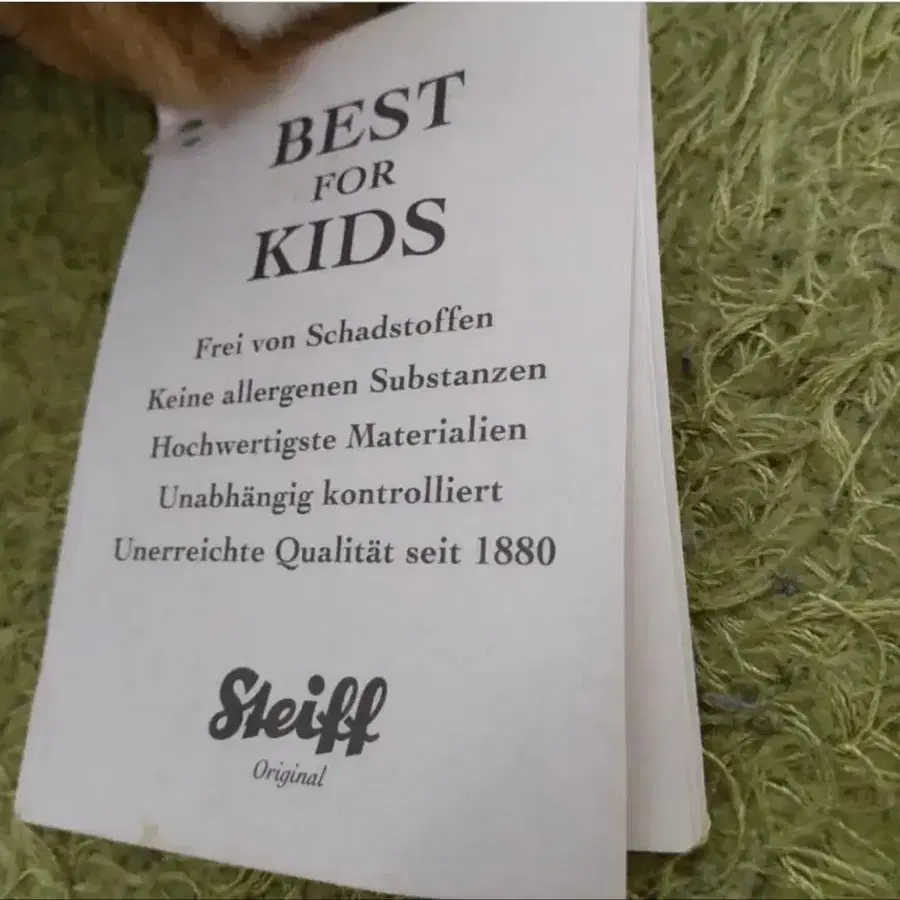 BEST
FOR
KIDS
Frei von Schadstoffen
Keine allergenen Substanzen
Hochwertigste Materialien
Unabhängig kontrolliert
Unerreichte Qualität seit 1880
Steiff
Original